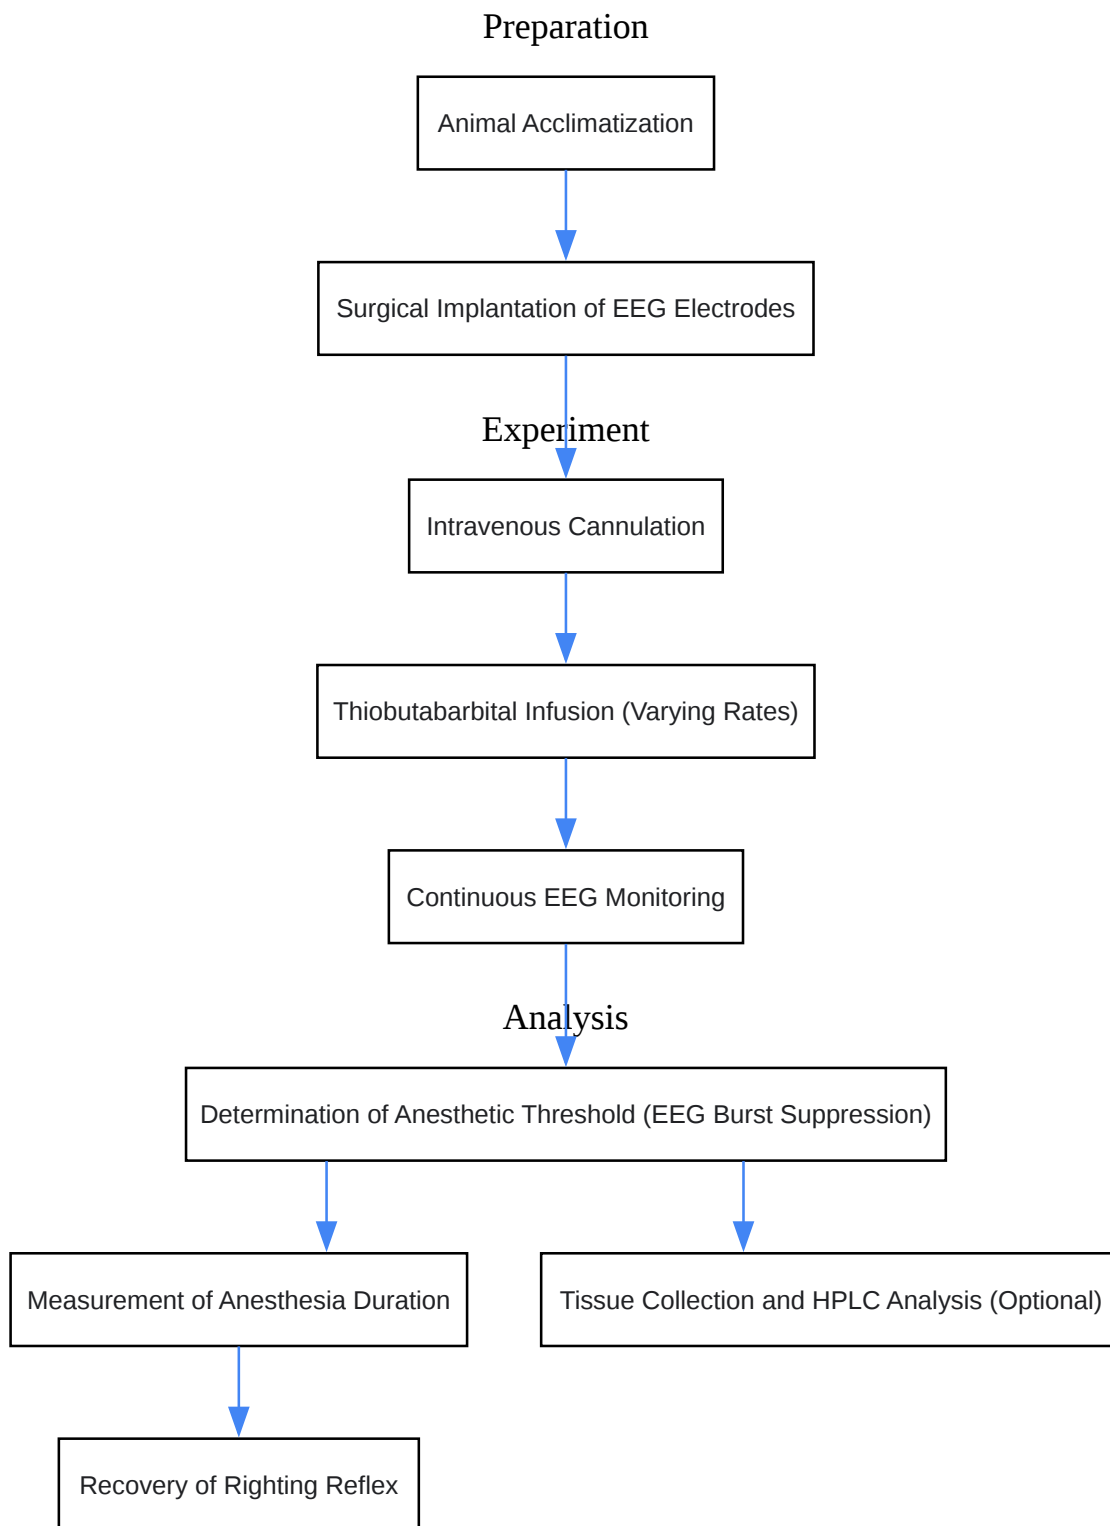 Preparation
Animal Acclimatization
Surgical Implantation of EEG Electrodes
Experiment
Intravenous Cannulation
Thiobutabarbital Infusion (Varying Rates)
Continuous EEG Monitoring
Analysis
Determination of Anesthetic Threshold (EEG Burst Suppression)
Measurement of Anesthesia Duration
Tissue Collection and HPLC Analysis (Optional)
Recovery of Righting Reflex